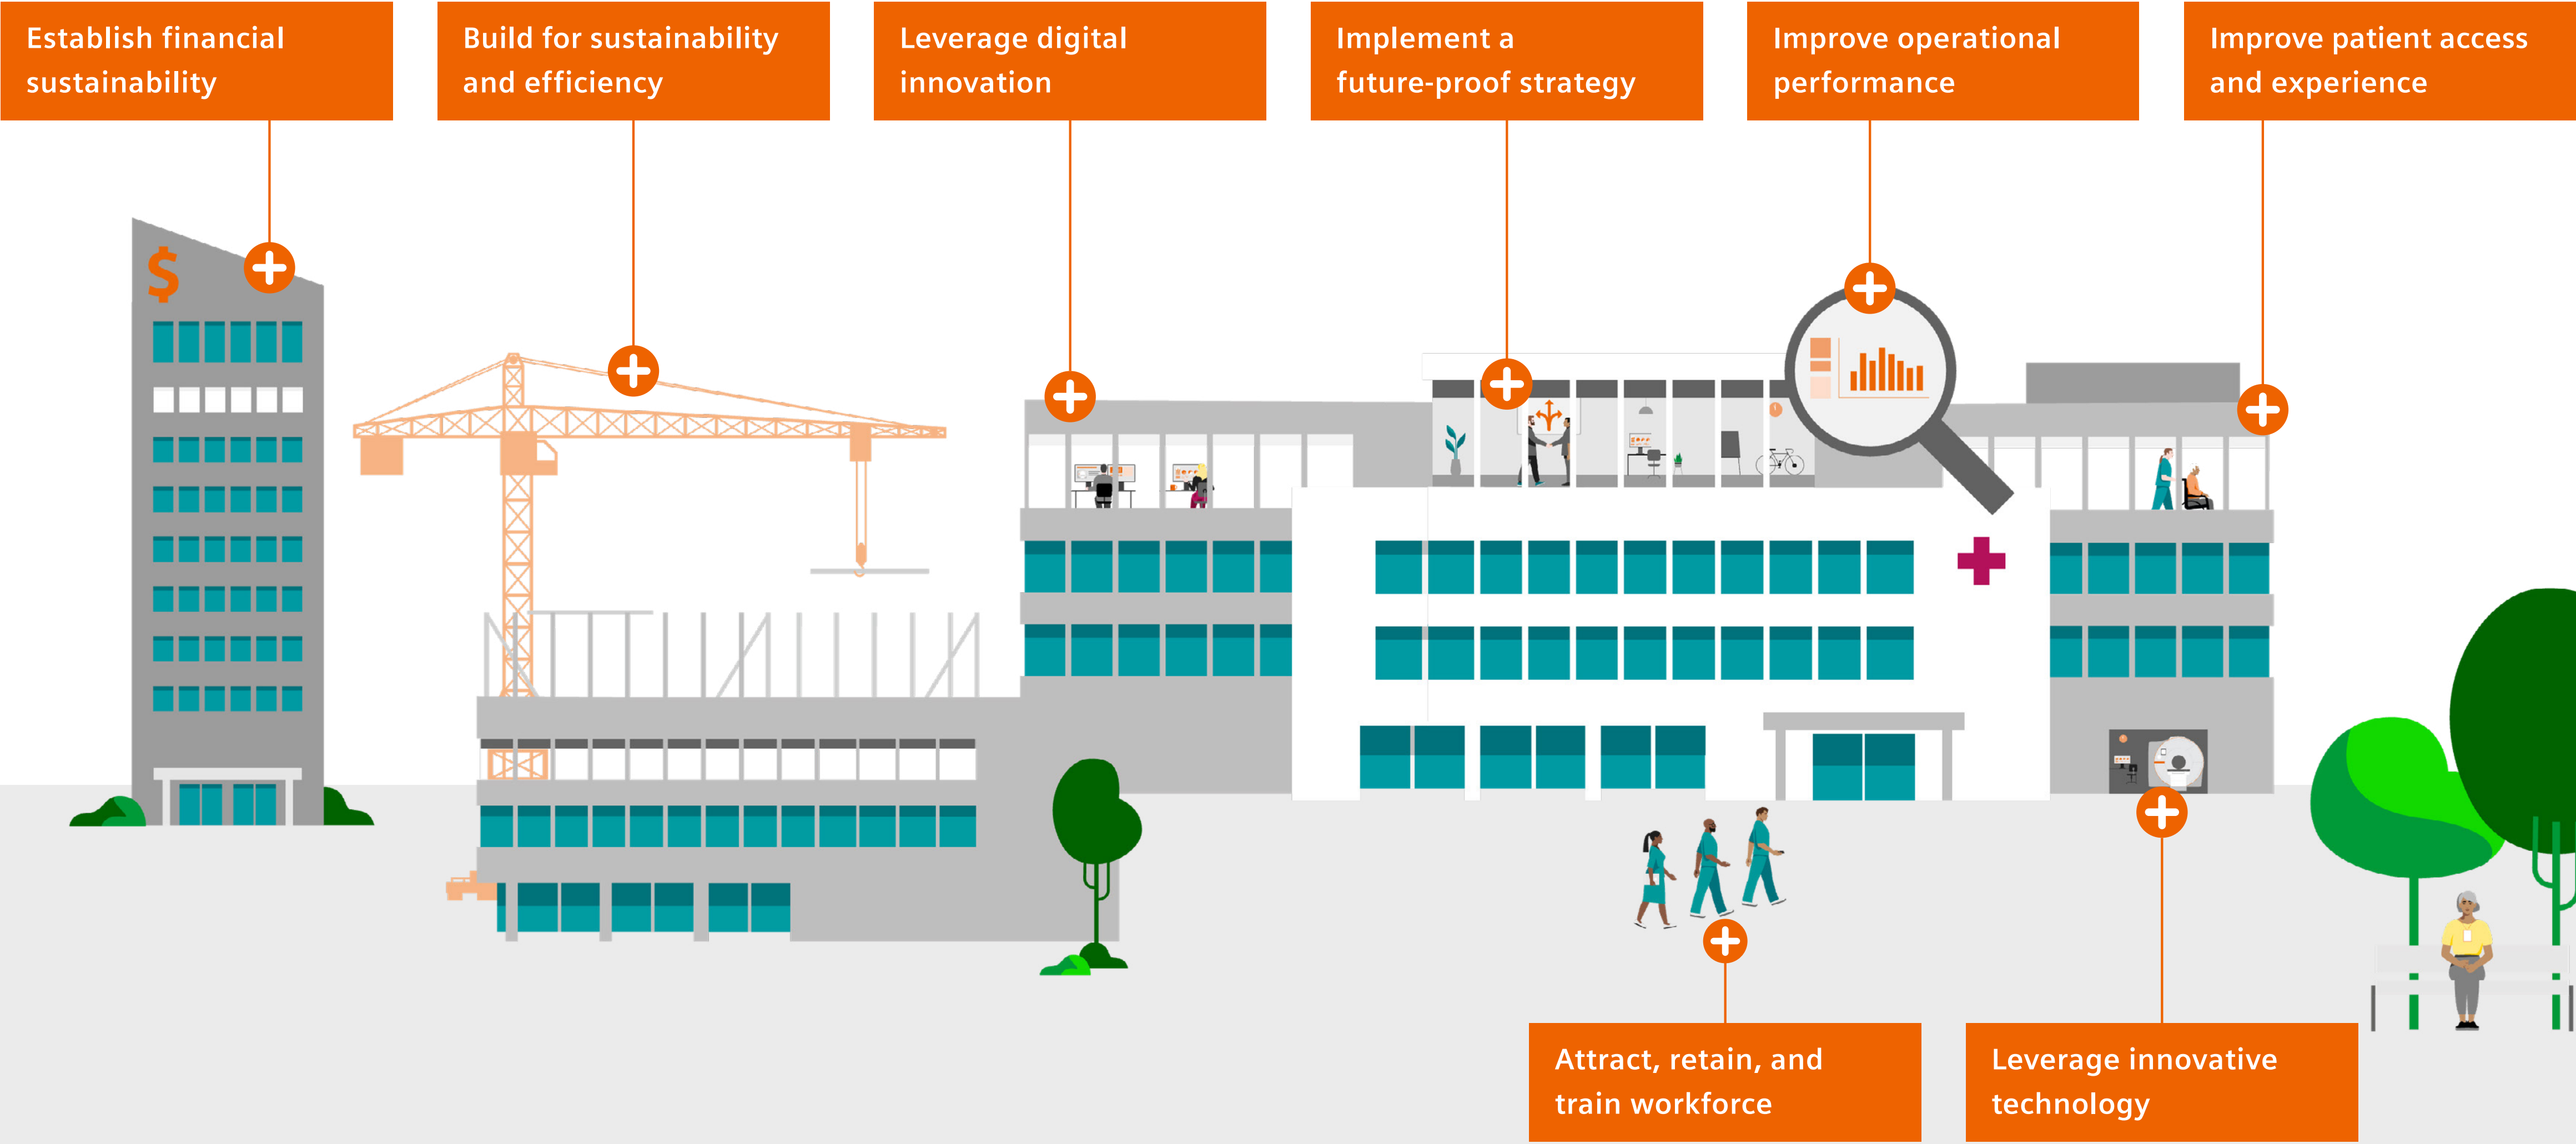 Establish financial
sustainability
Build for sustainability
and efficiency
Leverage digital
innovation
Implement a
future-proof strategy
Improve operational
performance
Improve patient access
and experience
$
Attract, retain, and
train workforce
Leverage innovative
technology